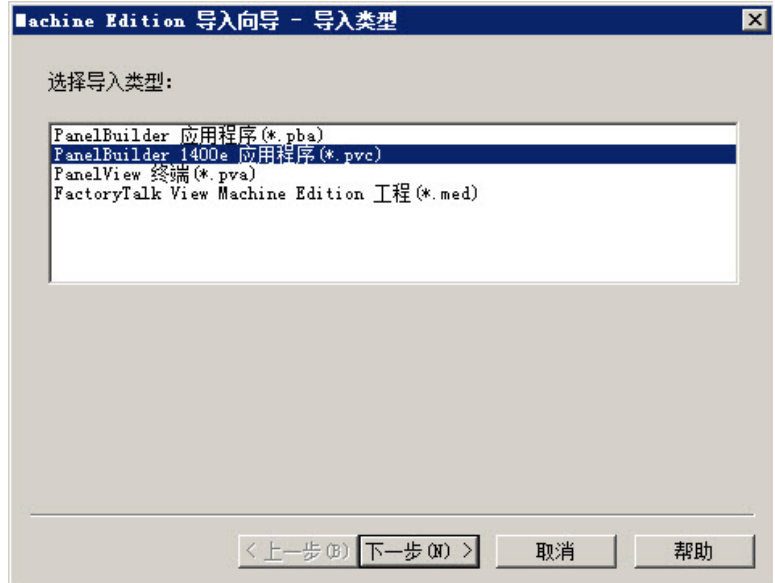 Machine Edition 导入向导 - 导入类型
选择导入类型:
PanelBuilder 应用程序(*.pba)
PanelBuilder 1400e 应用程序(*.pvc)
PanelView 终端(*.pva)
FactoryTalk View Machine Edition 工程(*.med)
< 上一步(B)
下一步(N) >
取消
帮助